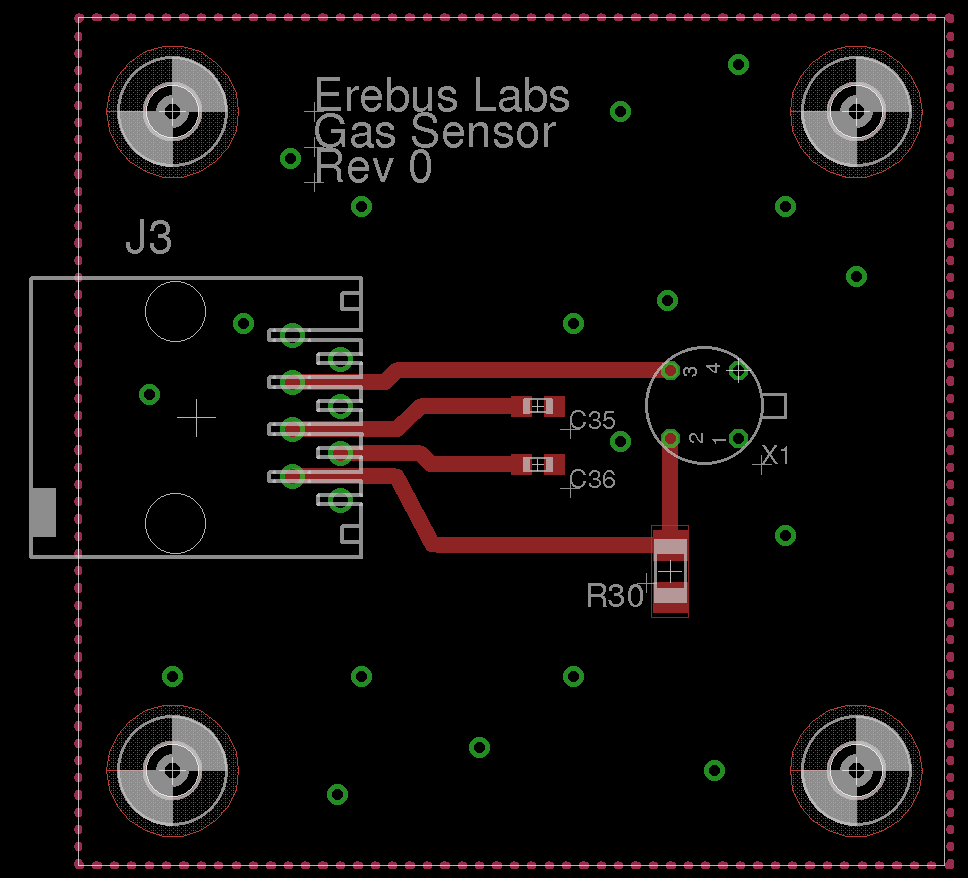 Erebus Labs
Gas Sensor
Rev 0
J3
3
4
C35
2
1
X1
C36
R30